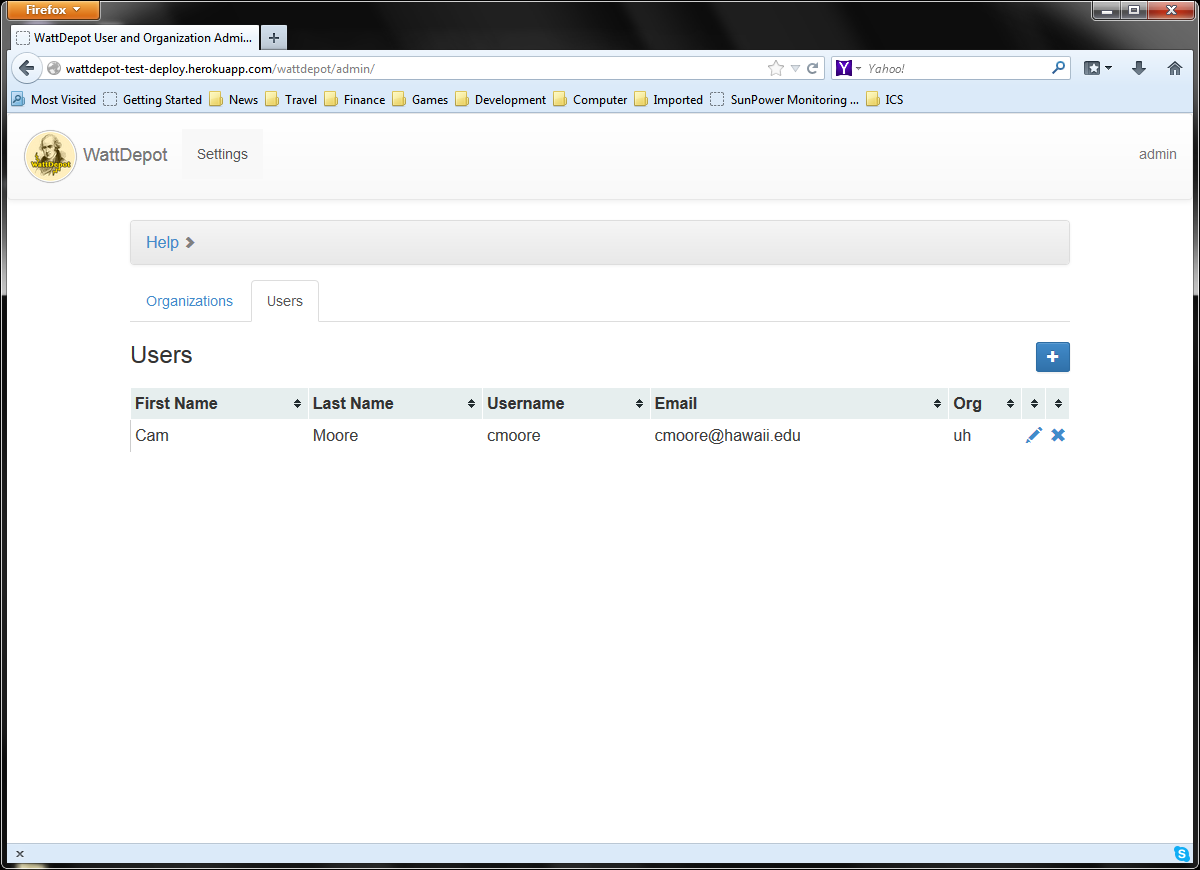 Firefox
WattDepot User and Organization Admi...
wattdepot-test-deploy.herokuapp.com/wattdepot/admin/
Yahoo!
Most Visited Getting Started News Travel Finance Games Development Computer Imported SunPower Monitoring ... ICS
WattDepot WattDepot Settings admin
Help
Organizations Users
Users
First Name Last Name Username Email Org
Cam Moore cmoore cmoore@hawaii.edu uh